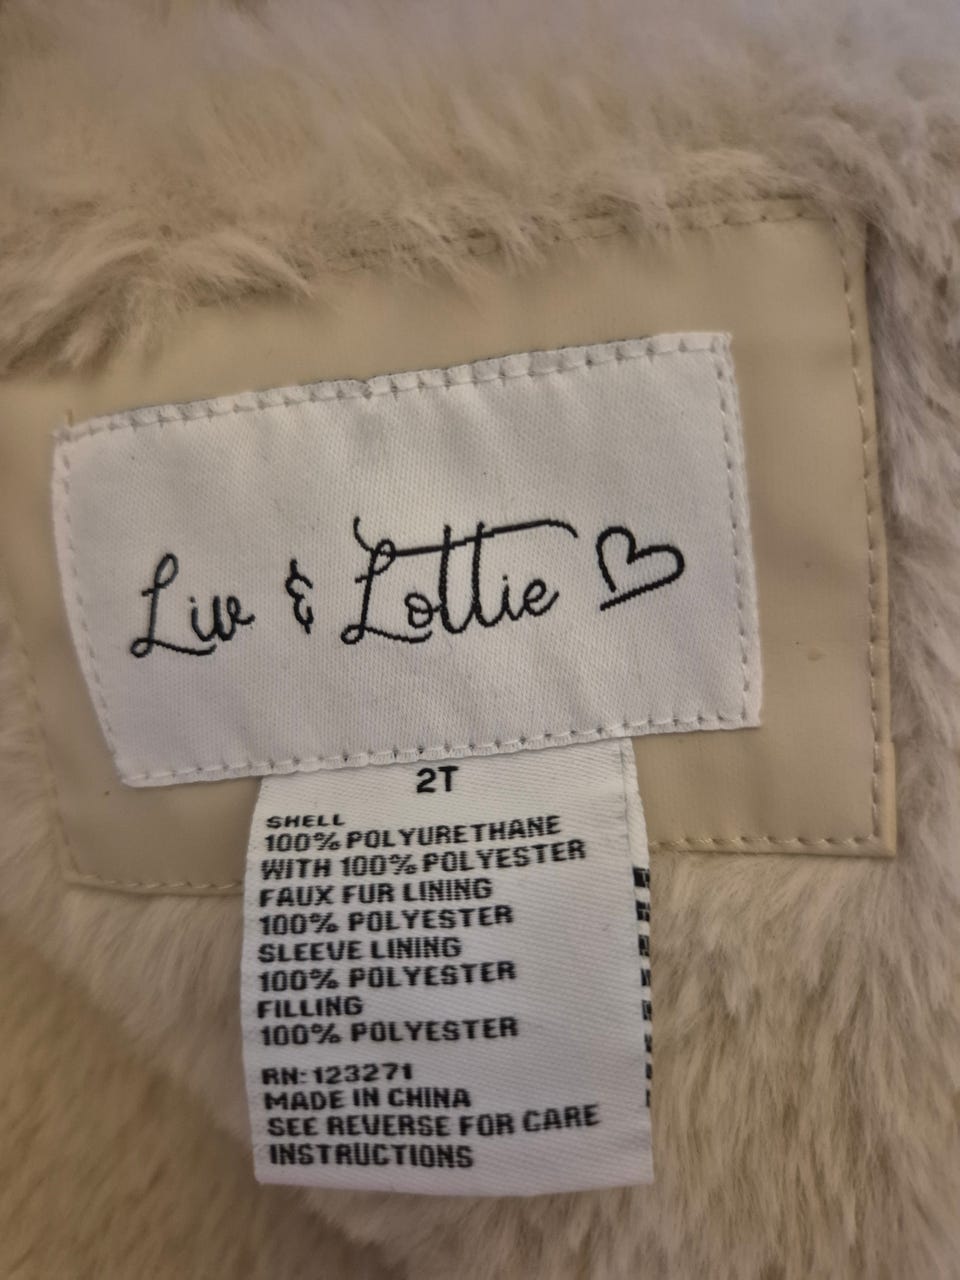 Liv & Lottie
2T
SHELL
100% POLYURETHANE
WITH 100% POLYESTER
FAUX FUR LINING
100% POLYESTER
SLEEVE LINING
100% POLYESTER
FILLING
100% POLYESTER
RN: 123271
MADE IN CHINA
SEE REVERSE FOR CARE
INSTRUCTIONS